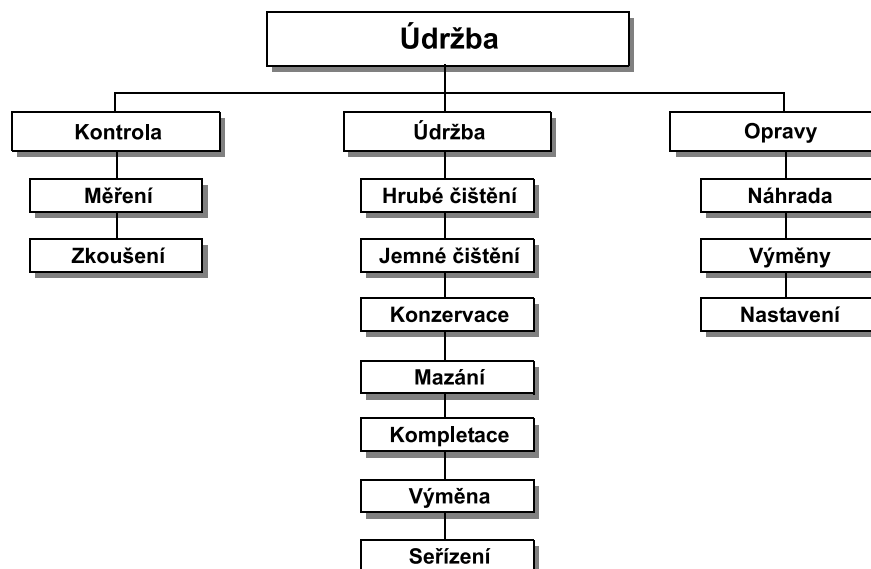 Údržba
Kontrola
Měření
Zkoušení
Údržba
Hrubé čištění
Jemné čištění
Konzervace
Mazání
Kompletace
Výměna
Seřízení
Opravy
Náhrada
Výměny
Nastavení